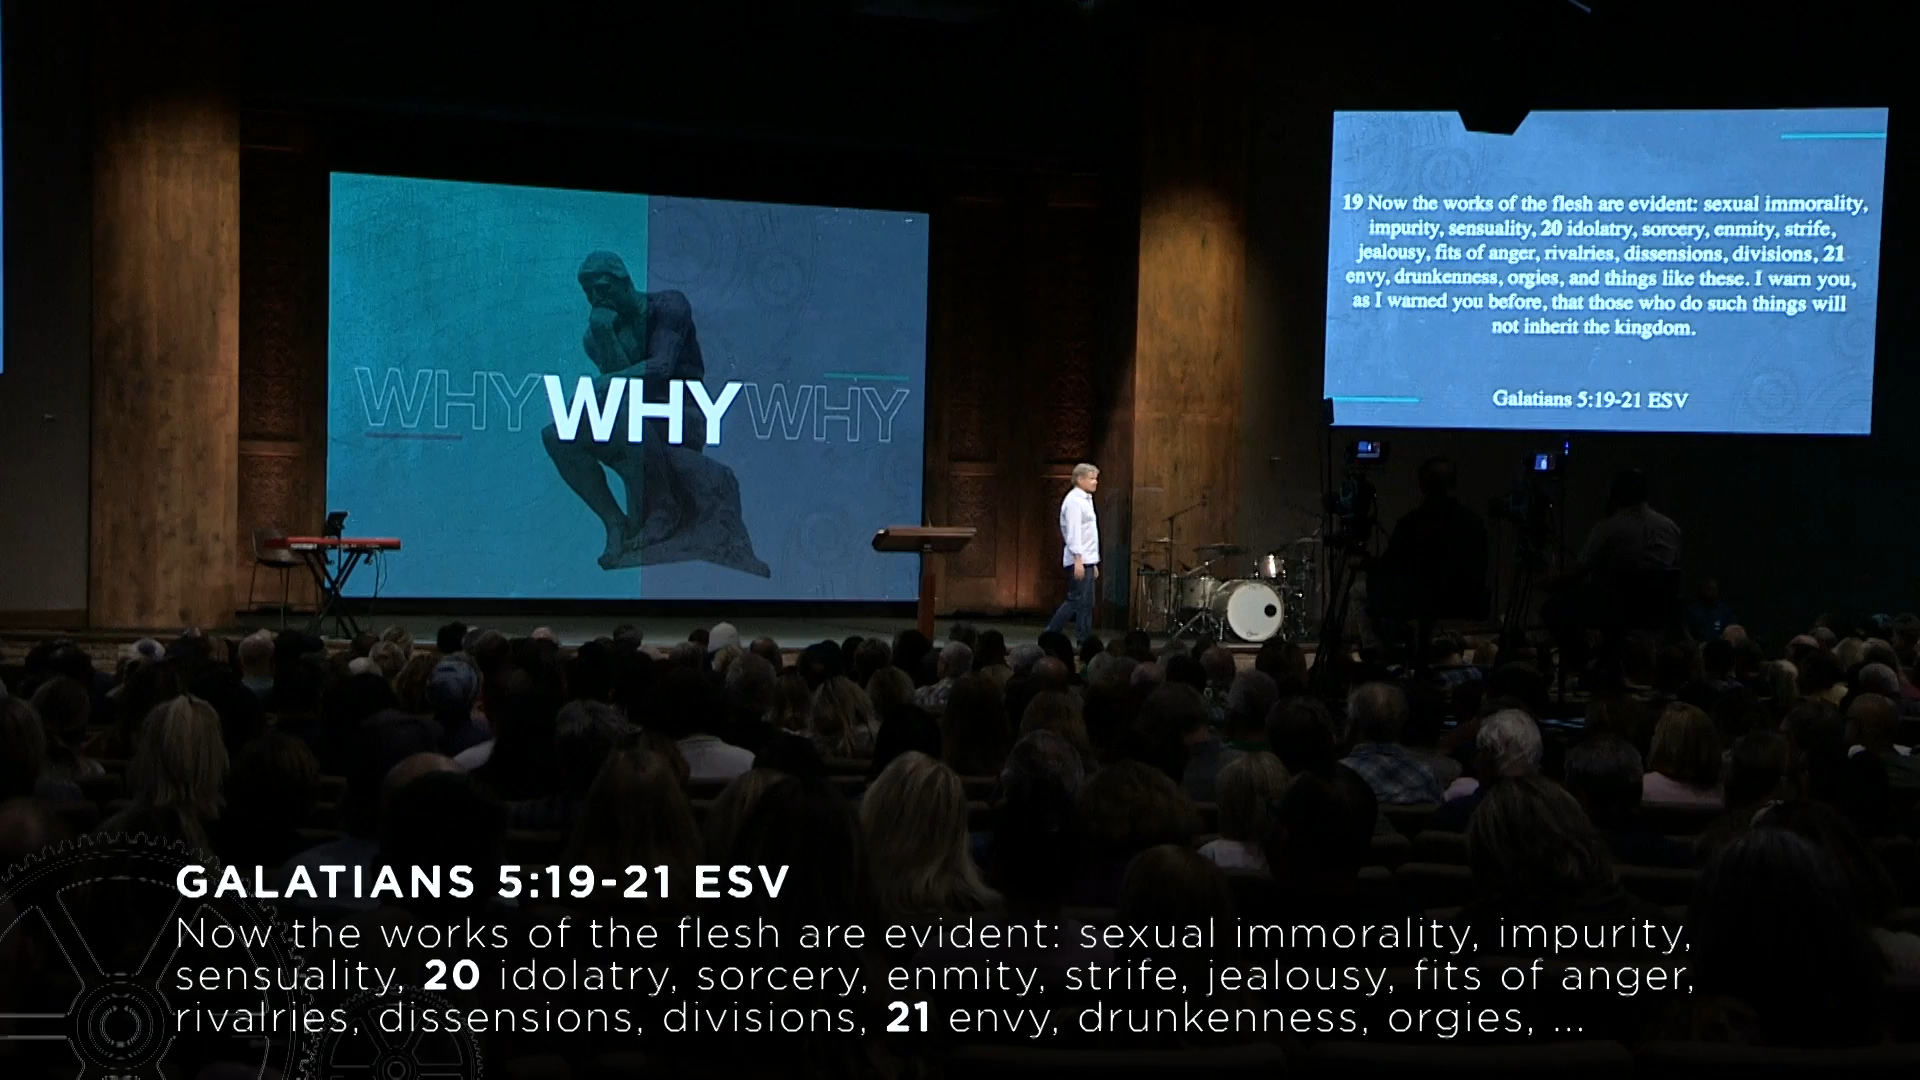 WHY WHY WHY
19 Now the works of the flesh are evident: sexual immorality,
impurity, sensuality, 20 idolatry, sorcery, enmity, strife,
jealousy, fits of anger, rivalries, dissensions, divisions, 21
envy, drunkenness, orgies, and things like these. I warn you,
as I warned you before, that those who do such things will
not inherit the kingdom.
Galatians 5:19-21 ESV
GALATIANS 5:19-21 ESV
Now the works of the flesh are evident: sexual immorality, impurity,
sensuality, 20 idolatry, sorcery, enmity, strife, jealousy, fits of anger,
rivalries, dissensions, divisions, 21 envy, drunkenness, orgies, ...